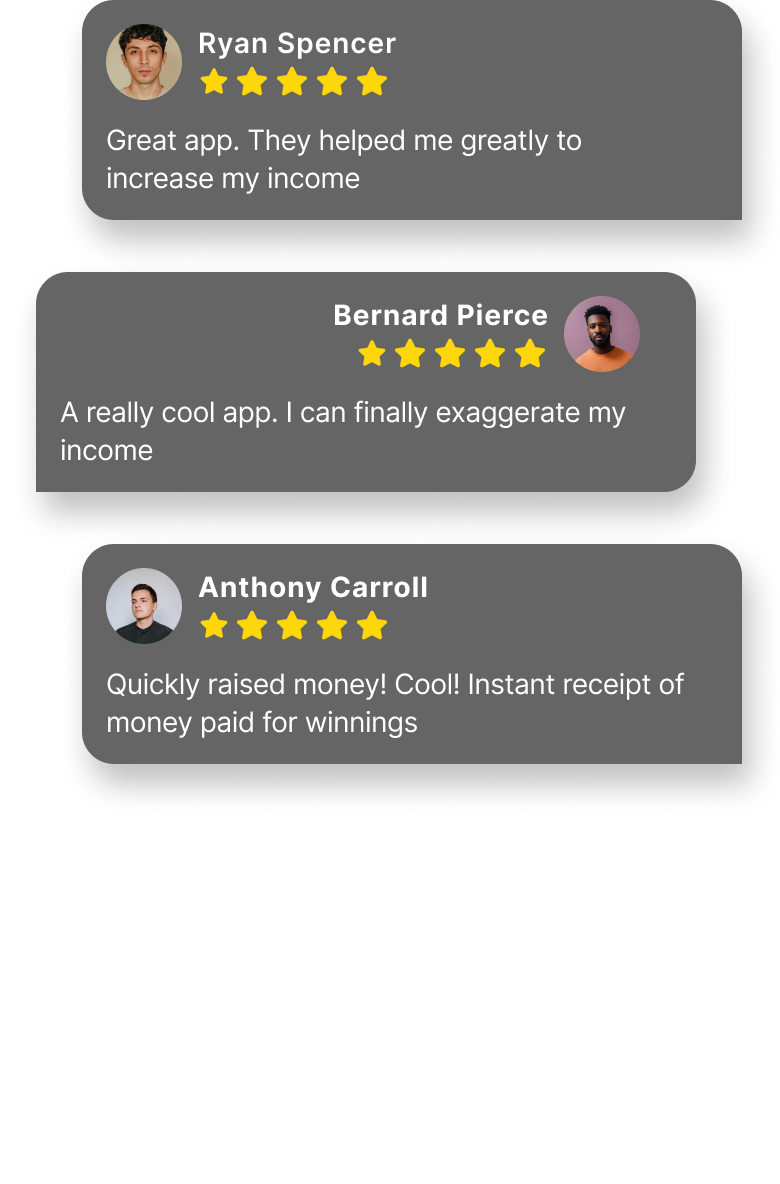 Ryan Spencer
Great app. They helped me greatly to
increase my income
Bernard Pierce
A really cool app. I can finally exaggerate my
income
Anthony Carroll
Quickly raised money! Cool! Instant receipt of
money paid for winnings